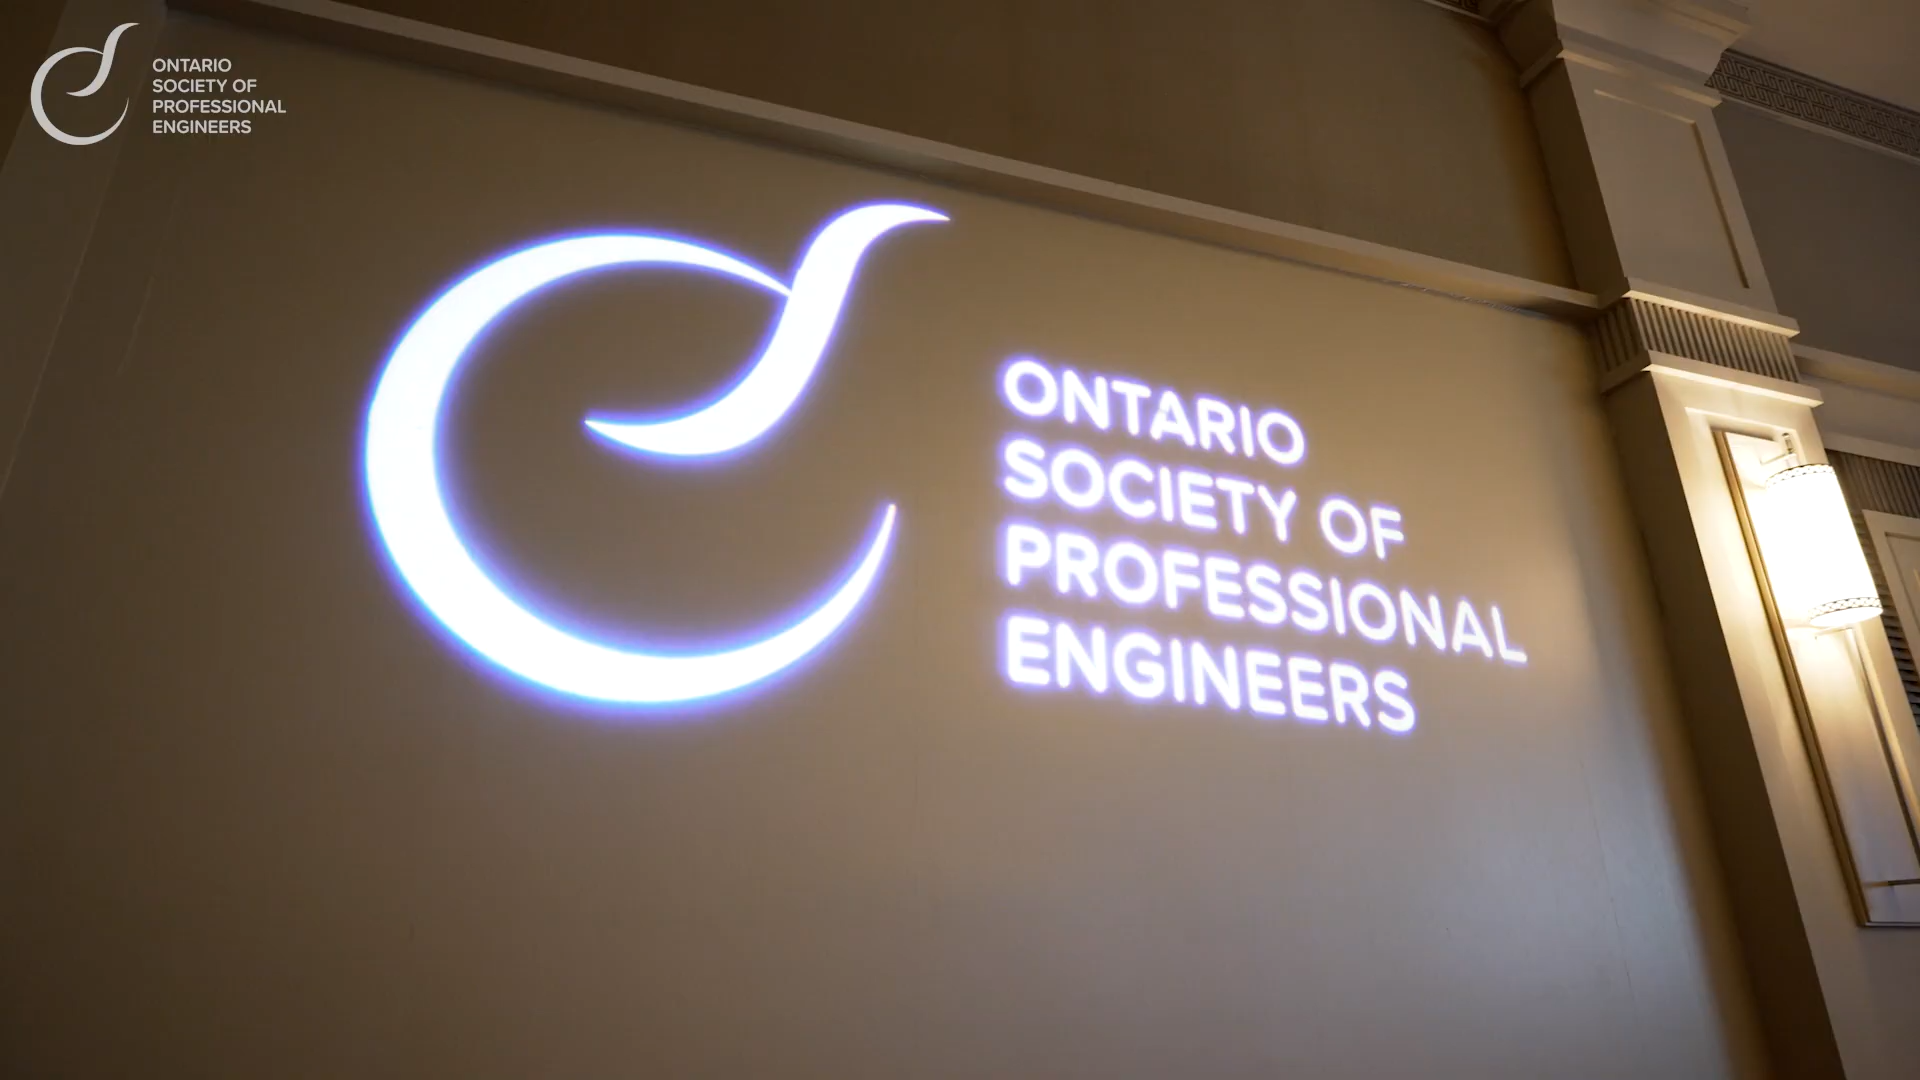 ONTARIO
SOCIETY OF
PROFESSIONAL
ENGINEERS
ONTARIO
SOCIETY OF
PROFESSIONAL
ENGINEERS